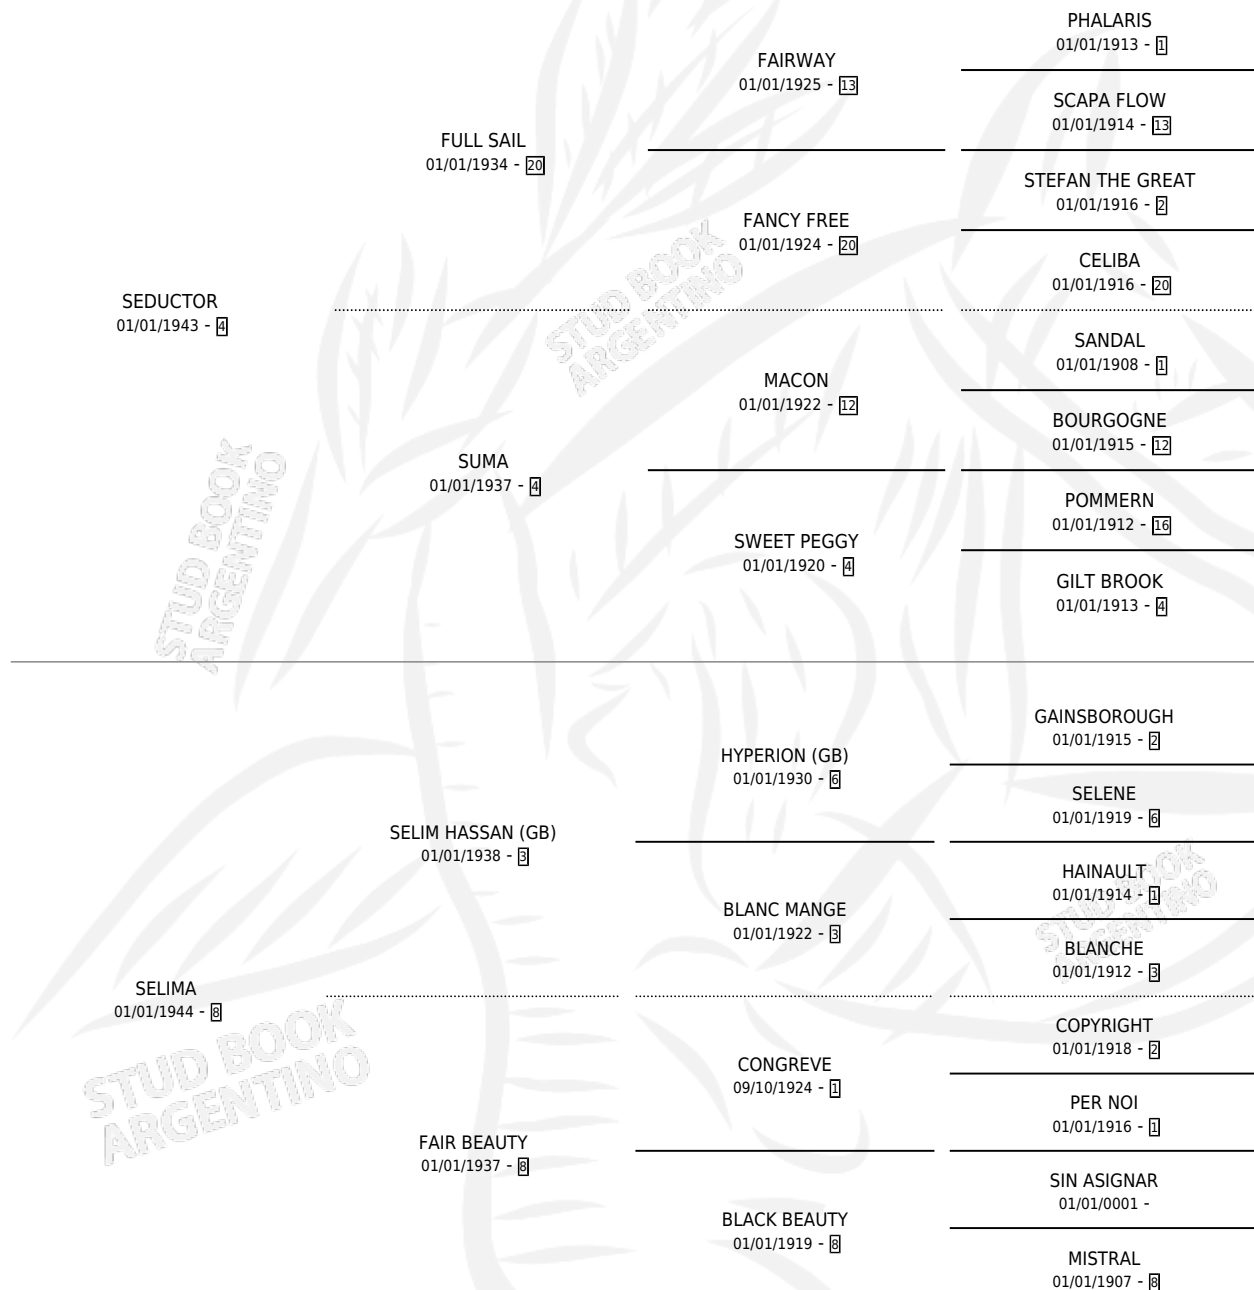 PHALARIS
01/01/1913 - 1
FAIRWAY
01/01/1925 - 13
SCAPA FLOW
01/01/1914 - 13
FULL SAIL
01/01/1934 - 20
STEFAN THE GREAT
01/01/1916 - 2
FANCY FREE
01/01/1924 - 20
CELIBA
01/01/1916 - 20
SEDUCTOR
01/01/1943 - 4
SANDAL
01/01/1908 - 1
MACON
01/01/1922 - 12
BOURGOGNE
01/01/1915 - 12
SUMA
01/01/1937 - 4
POMMERN
01/01/1912 - 16
SWEET PEGGY
01/01/1920 - 4
GILT BROOK
01/01/1913 - 4
STUD BOOK
ARGENTINO
STUD BOOK
ARGENTINO
GAINSBOROUGH
01/01/1915 - 2
HYPERION (GB)
01/01/1930 - 6
SELENE
01/01/1919 - 6
SELIM HASSAN (GB)
01/01/1938 - 3
HAINAULT
01/01/1914 - 1
BLANC MANGE
01/01/1922 - 3
BLANCHE
01/01/1912 - 3
SELIMA
01/01/1944 - 8
COPYRIGHT
01/01/1918 - 2
CONGREVE
09/10/1924 - 1
PER NOI
01/01/1916 - 1
FAIR BEAUTY
01/01/1937 - 8
SIN ASIGNAR
01/01/0001 -
BLACK BEAUTY
01/01/1919 - 8
MISTRAL
01/01/1907 - 8
STUD BOOK
ARGENTINO
STUD BOOK
ARGENTINO